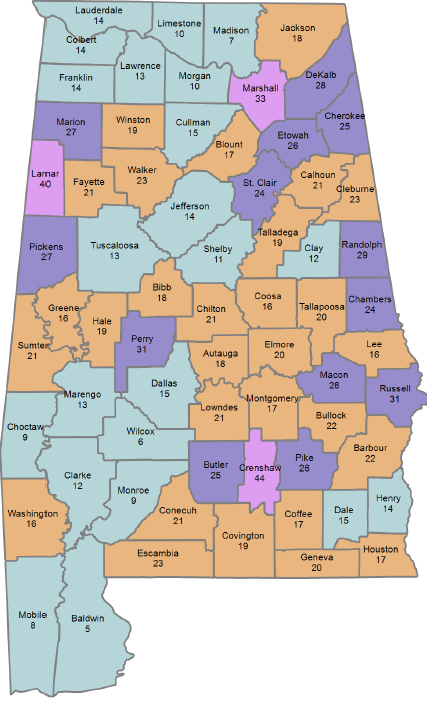 Lauderdale
14
Limestone
10
Madison
7
Jackson
18
Colbert
14
Lawrence
13
Franklin
14
Morgan
10
Marshall
33
DeKalb
28
Cherokee
25
Marion
27
Winston
19
Cullman
15
Etowah
26
Blount
17
Lamar
40
Fayette
21
Walker
23
St. Clair
24
Calhoun
21
Cleburne
23
Jefferson
14
Talladega
19
Clay
12
Randolph
29
Pickens
27
Tuscaloosa
13
Shelby
11
Bibb
18
Chilton
21
Coosa
16
Tallapoosa
20
Chambers
24
Greene
16
Hale
19
Sumter
21
Perry
31
Autauga
18
Elmore
20
Lee
16
Macon
28
Russell
31
Marengo
13
Dallas
15
Lowndes
21
Montgomery
17
Bullock
22
Choctaw
9
Wilcox
6
Barbour
22
Butler
25
Crenshaw
44
Pike
26
Clarke
12
Monroe
9
Henry
14
Washington
16
Conecuh
21
Covington
19
Coffee
17
Dale
15
Escambia
23
Geneva
20
Houston
17
Mobile
8
Baldwin
5